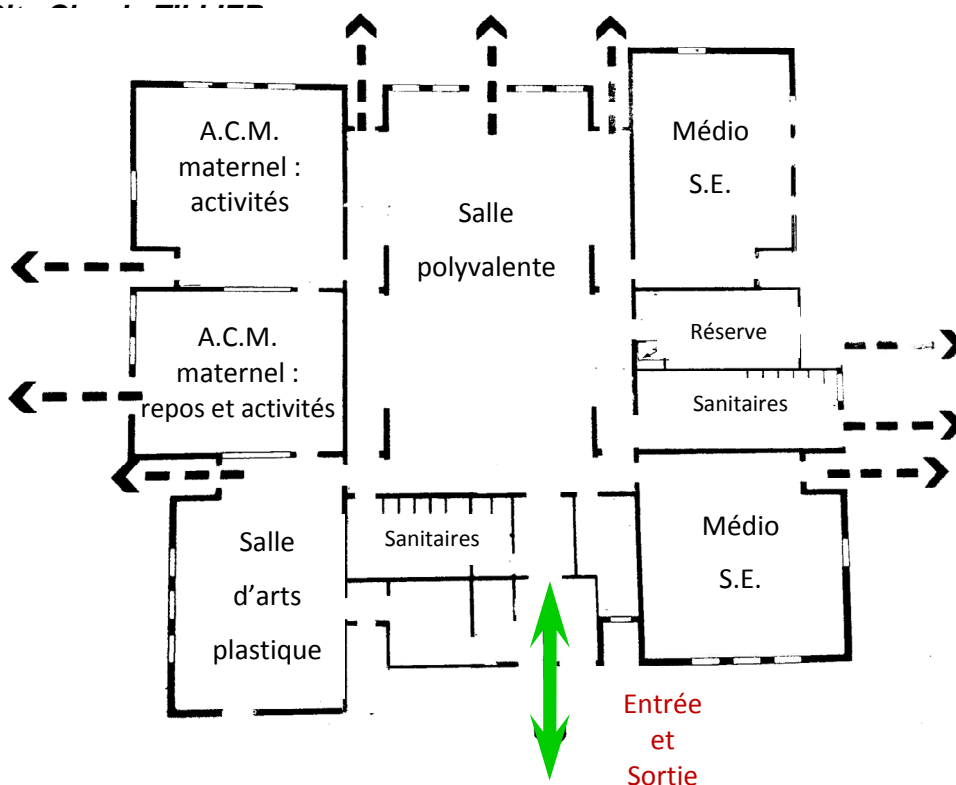 TILLIER
A.C.M.
maternel :
activités
Salle
polyvalente
Médio
S.E.
A.C.M.
maternel :
repos et activités
Réserve
Sanitaires
Salle
d'arts
plastique
Sanitaires
Médio
S.E.
Entrée
et
Sortie